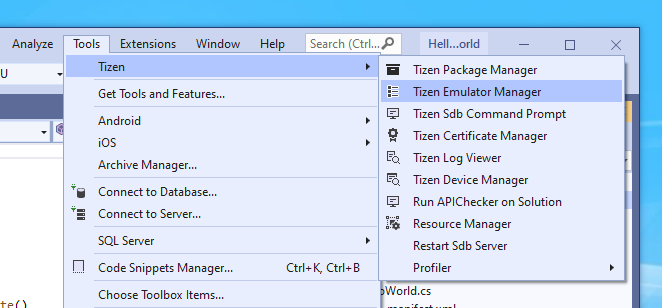 Analyze Tools Extensions Window Help Search (Ctrl... Hell...orld
U
Tizen
Get Tools and Features...
Android
iOS
Archive Manager...
Connect to Database...
Connect to Server...
SQL Server
Code Snippets Manager... Ctrl+K, Ctrl+B
Choose Toolbox Items...
Tizen Package Manager
Tizen Emulator Manager
Tizen Sdb Command Prompt
Tizen Certificate Manager
Tizen Log Viewer
Tizen Device Manager
Run APIChecker on Solution
Resource Manager
Restart Sdb Server
Profiler
oWorld.cs
te()